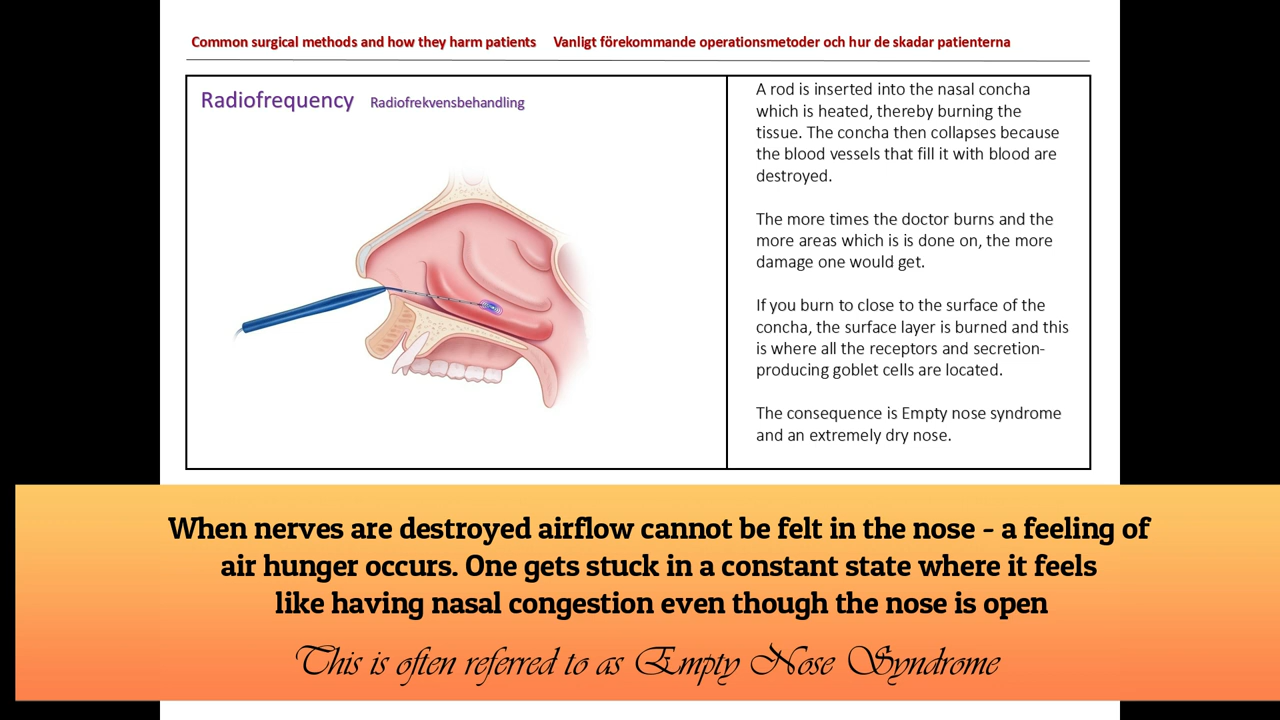 Common surgical methods and how they harm patients Vanligt förekommande operationsmetoder och hur de skadar patienterna
Radiofrequency Radiofrekvensbehandling
A rod is inserted into the nasal concha
which is heated, thereby burning the
tissue. The concha then collapses because
the blood vessels that fill it with blood are
destroyed.
The more times the doctor burns and the
more areas which is is done on, the more
damage one would get.
If you burn to close to the surface of the
concha, the surface layer is burned and this
is where all the receptors and secretion-
producing goblet cells are located.
The consequence is Empty nose syndrome
and an extremely dry nose.
When nerves are destroyed airflow cannot be felt in the nose - a feeling of
air hunger occurs. One gets stuck in a constant state where it feels
like having nasal congestion even though the nose is open
This is often referred to as Empty Nose Syndrome